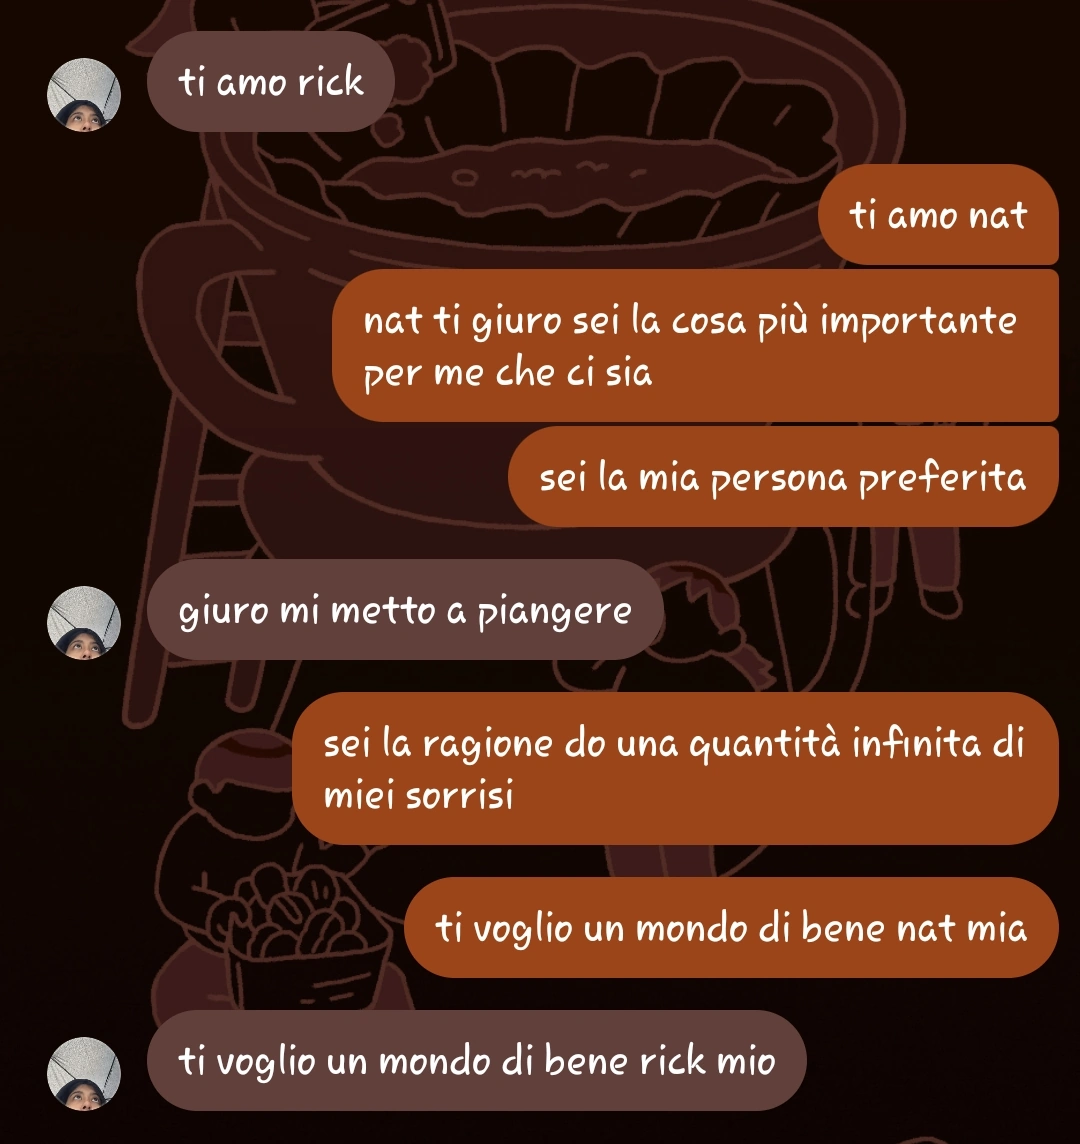 ti amo rick
ti amo nat
nat ti giuro sei la cosa più importante
per me che ci sia
sei la mia persona preferita
giuro mi metto a piangere
sei la ragione do una quantità infinita di
miei sorrisi
ti voglio un mondo di bene nat mia
ti voglio un mondo di bene rick mio